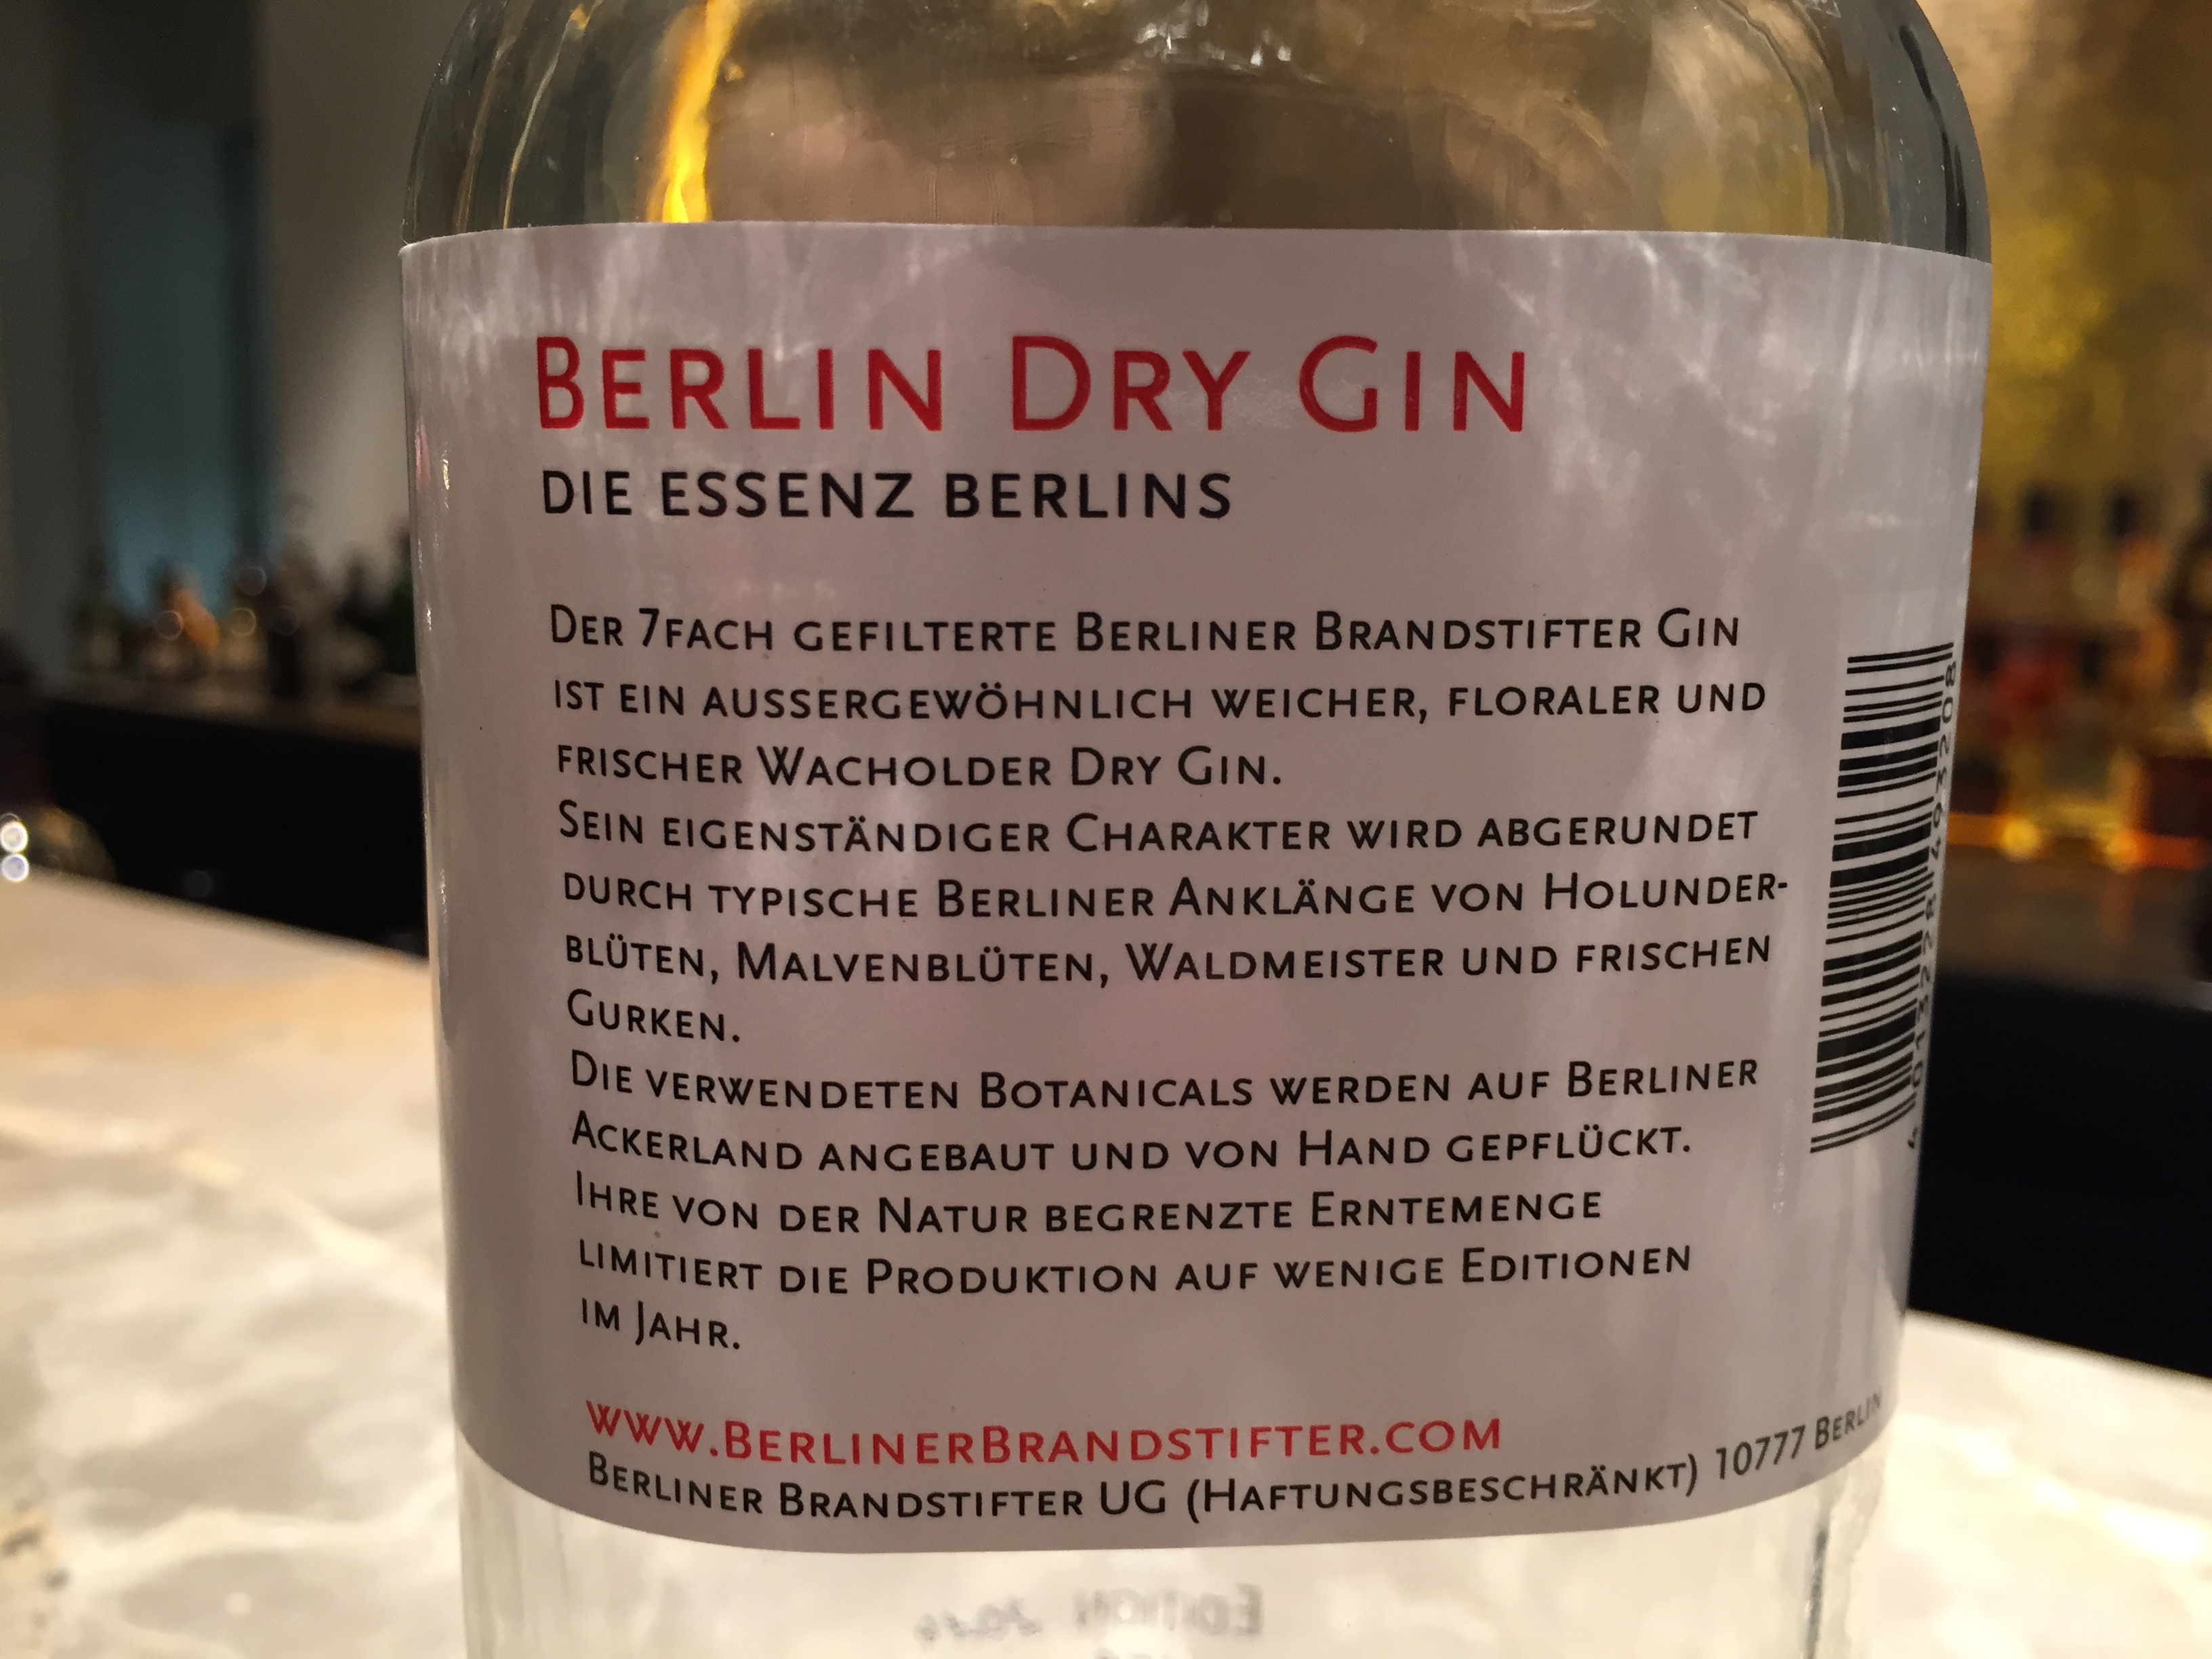 BERLIN DRY GIN
DIE ESSENZ BERLINS
DER 7FACH GEFILTERTE BERLINER BRANDSTIFTER GIN
IST EIN AUSSERGEWÖHNLICH WEICHER, FLORALER UND
FRISCHER WACHOLDER DRY GIN.
SEIN EIGENSTÄNDIGER CHARAKTER WIRD ABGERUNDET
DURCH TYPISCHE BERLINER ANKLÄNGE VON HOLUNDER-
BLÜTEN, MALVENBLÜTEN, WALDMEISTER UND FRISCHEN
GURKEN.
DIE VERWENDETEN BOTANICALS WERDEN AUF BERLINER
ACKERLAND ANGEBAUT UND VON HAND GEPFLÜCKT.
IHRE VON DER NATUR BEGRENZTE ERNTEMENGE
LIMITIERT DIE PRODUKTION AUF WENIGE EDITIONEN
IM JAHR.
WWW.BERLINERBRANDSTIFTER.COM
BERLINER BRANDSTIFTER UG (HAFTUNGSBESCHRÄNKT) 10777 BERLIN
EDITION